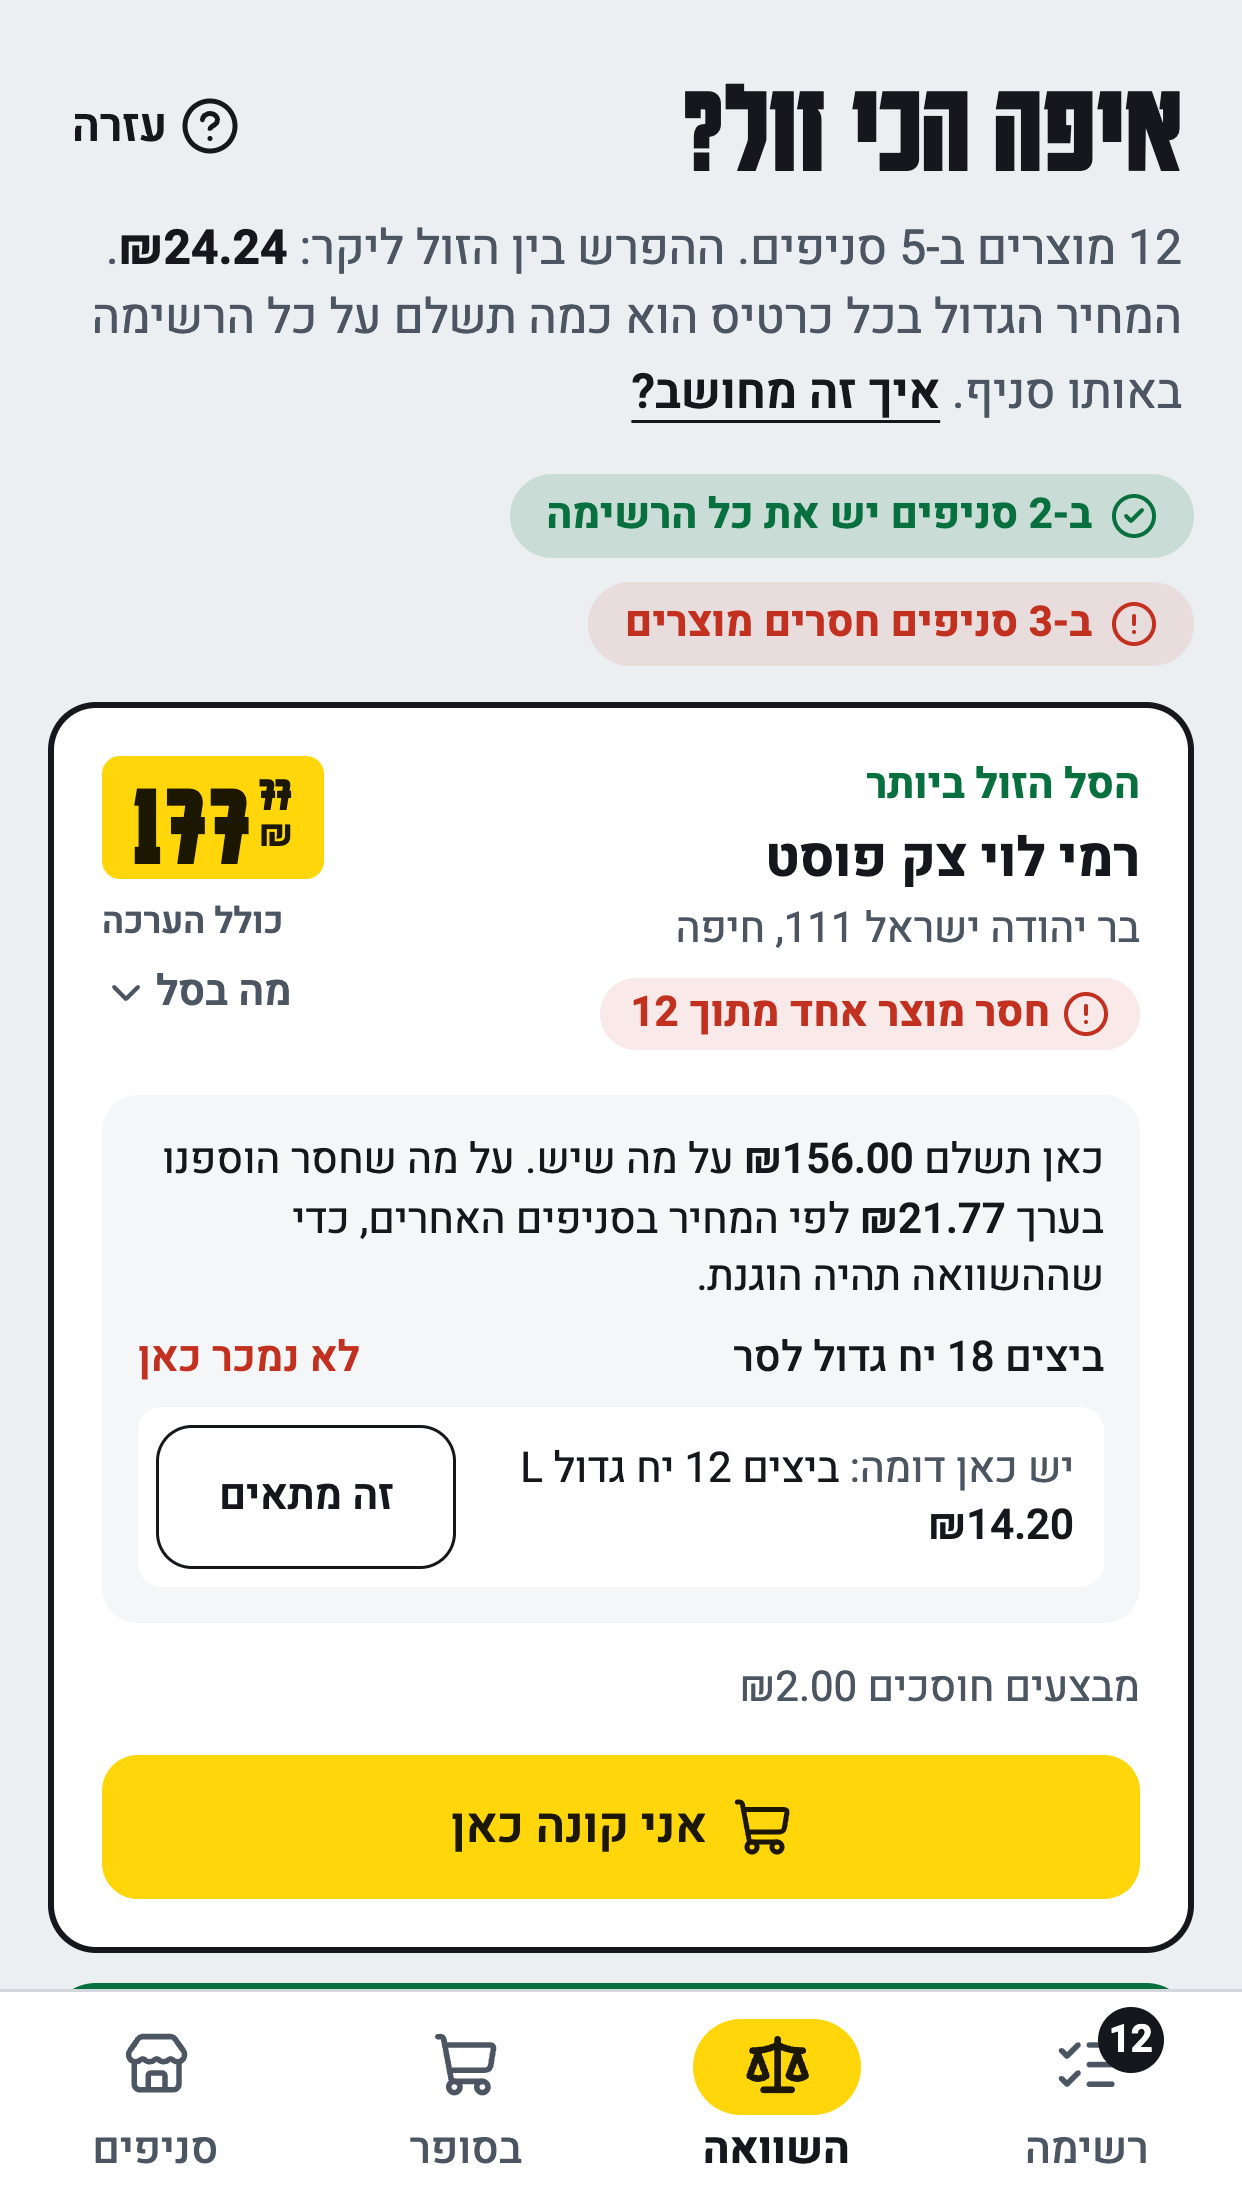 איפה הכי זול?
עזרה
12 מוצרים ב-5 סניפים. ההפרש בין הזול ליקר: 24.24₪.
המחיר הגדול בכל כרטיס הוא כמה תשלם על כל הרשימה
באותו סניף. איך זה מחושב?
ב-2 סניפים יש את כל הרשימה
ב-3 סניפים חסרים מוצרים
הסל הזול ביותר
177 77 ₪
רמי לוי צק פוסט
כולל הערכה
בר יהודה ישראל 111, חיפה
מה בסל
חסר מוצר אחד מתוך 12
כאן תשלם 156.00₪ על מה שיש. על מה שחסר הוספנו
בערך 21.77₪ לפי המחיר בסניפים האחרים, כדי
שההשוואה תהיה הוגנת.
ביצים 18 יח גדול לסר
לא נמכר כאן
יש כאן דומה: ביצים 12 יח גדול L
14.20₪
זה מתאים
מבצעים חוסכים 2.00₪
אני קונה כאן
12
רשימה
השוואה
בסופר
סניפים